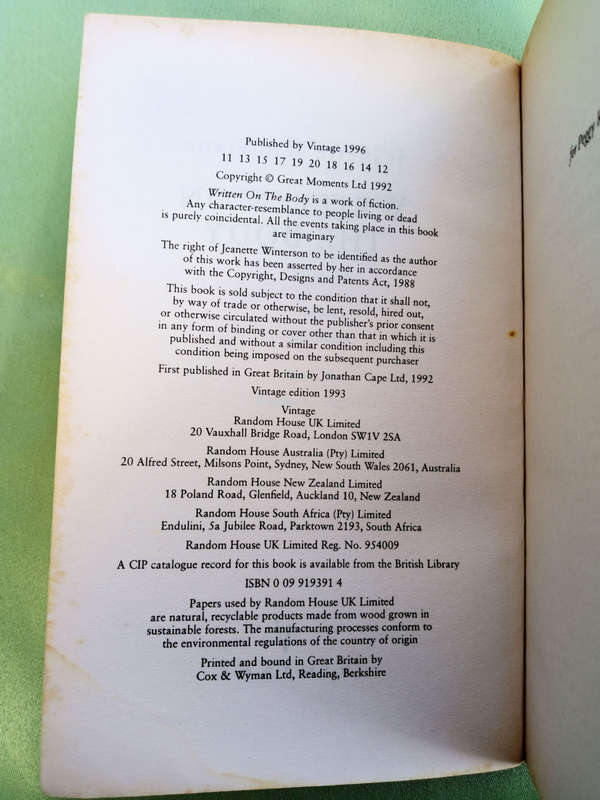 Published by Vintage 1996
11 13 15 17 19 20 18 16 14 12
Copyright © Great Moments Ltd 1992
Written On The Body is a work of fiction.
Any character-resemblance to people living or dead
is purely coincidental. All the events taking place in this book
are imaginary
The right of Jeanette Winterson to be identified as the author
of this work has been asserted by her in accordance
with the Copyright, Designs and Patents Act, 1988
This book is sold subject to the condition that it shall not,
by way of trade or otherwise, be lent, resold, hired out,
or otherwise circulated without the publisher's prior consent
in any form of binding or cover other than that in which it is
published and without a similar condition including this
condition being imposed on the subsequent purchaser
First published in Great Britain by Jonathan Cape Ltd, 1992
Vintage edition 1993
Vintage
Random House UK Limited
20 Vauxhall Bridge Road, London SW1V 2SA
Random House Australia (Pty) Limited
20 Alfred Street, Milsons Point, Sydney, New South Wales 2061, Australia
Random House New Zealand Limited
18 Poland Road, Glenfield, Auckland 10, New Zealand
Random House South Africa (Pty) Limited
Endulini, 5a Jubilee Road, Parktown 2193, South Africa
Random House UK Limited Reg. No. 954009
A CIP catalogue record for this book is available from the British Library
ISBN 0 09 919391 4
Papers used by Random House UK Limited
are natural, recyclable products made from wood grown in
sustainable forests. The manufacturing processes conform to
the environmental regulations of the country of origin
Printed and bound in Great Britain by
Cox & Wyman Ltd, Reading, Berkshire
for Peggy